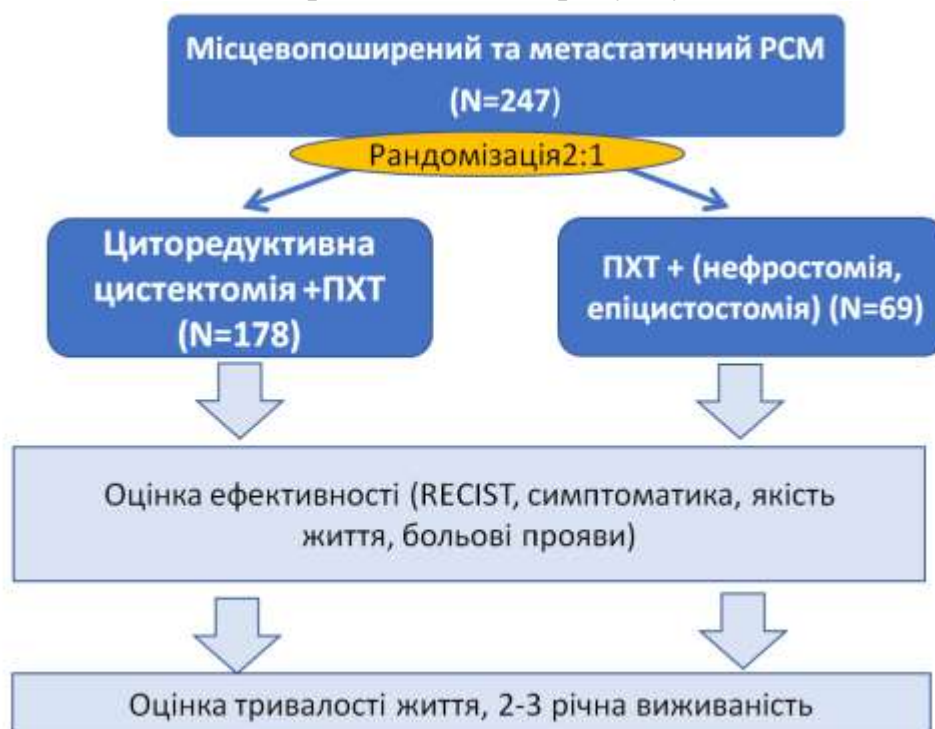 Місцевопоширений та метастатичний РСМ
(N=247)
Рандомізація2:1
Циторедуктивна
цистектомія +ПХТ
(N=178)
ПХТ + (нефростомія,
епіцистостомія) (N=69)
Оцінка ефективності (RECIST, симптоматика, якість
життя, больові прояви)
Оцінка тривалості життя, 2-3 річна виживаність